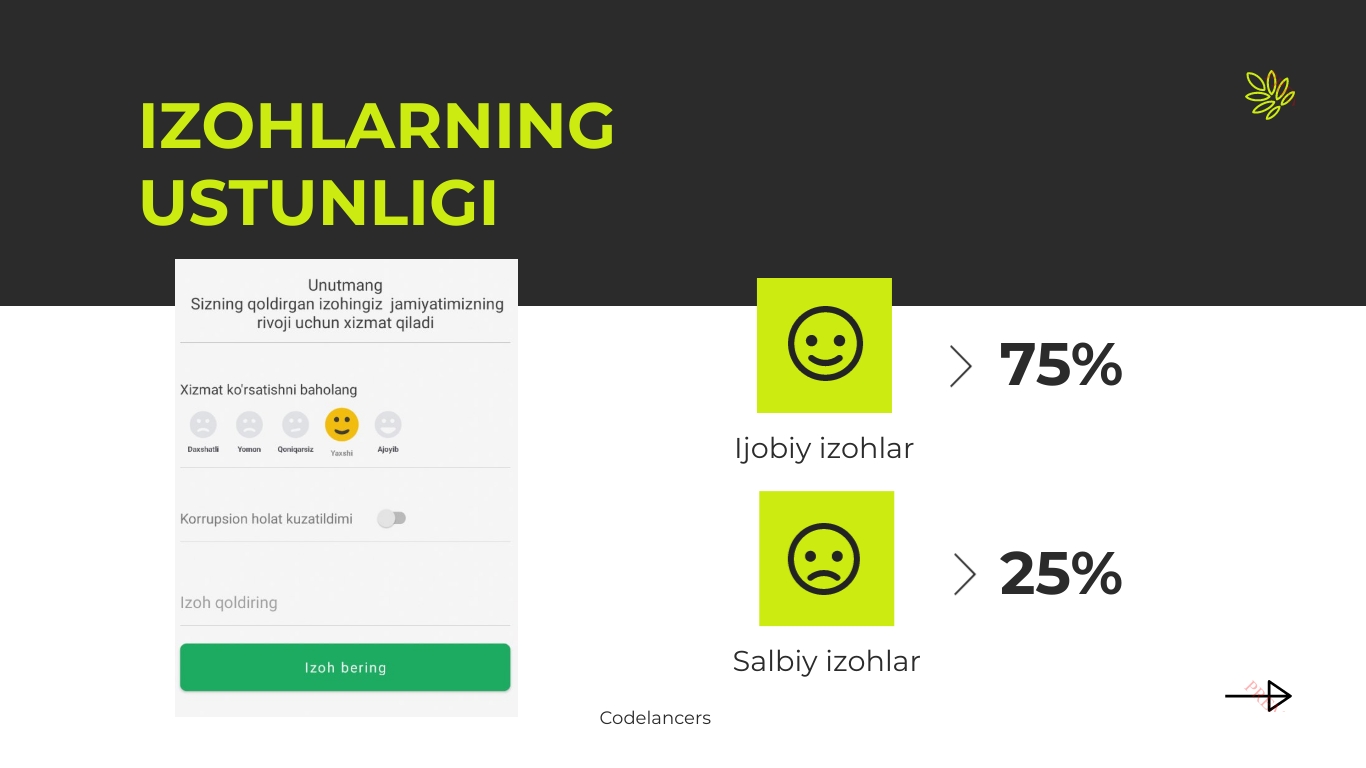 IZOHLARNING
USTUNLIGI
Unutmang
Sizning qoldirgan izohingiz jamiyatimizning
rivoji uchun xizmat qiladi
Xizmat ko'rsatishni baholang
Daxshatli Yomon Qoniqarsiz Yaxshi Ajoyib
Korrupsion holat kuzatildimi
Izoh qoldiring
Izoh bering
75%
Ijobiy izohlar
25%
Salbiy izohlar
Codelancers